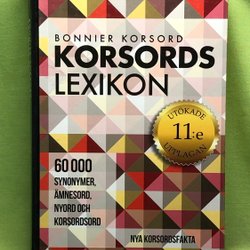 BONNIER KORSORD
KORSORDS
LEXIKON
UTÖKADE
11:e
UPPLAGAN
60 000
SYNONYMER,
ÄMNESORD,
NYORD OCH
KORSORDSORD
NYA KORSORDSFAKTA